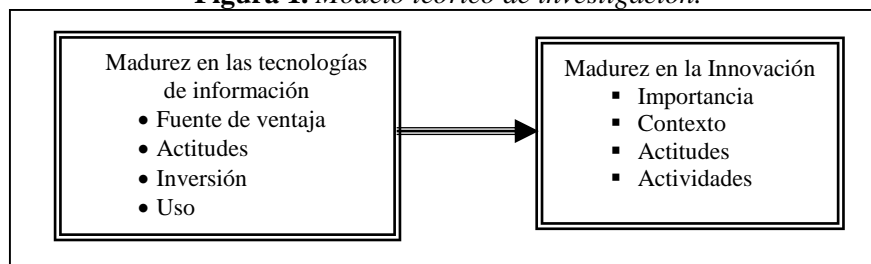 Figura 1. Modelo teórico de investigación.
Madurez en las tecnologías
de información
• Fuente de ventaja
• Actitudes
• Inversión
• Uso
Madurez en la Innovación
▪ Importancia
▪ Contexto
▪ Actitudes
▪ Actividades